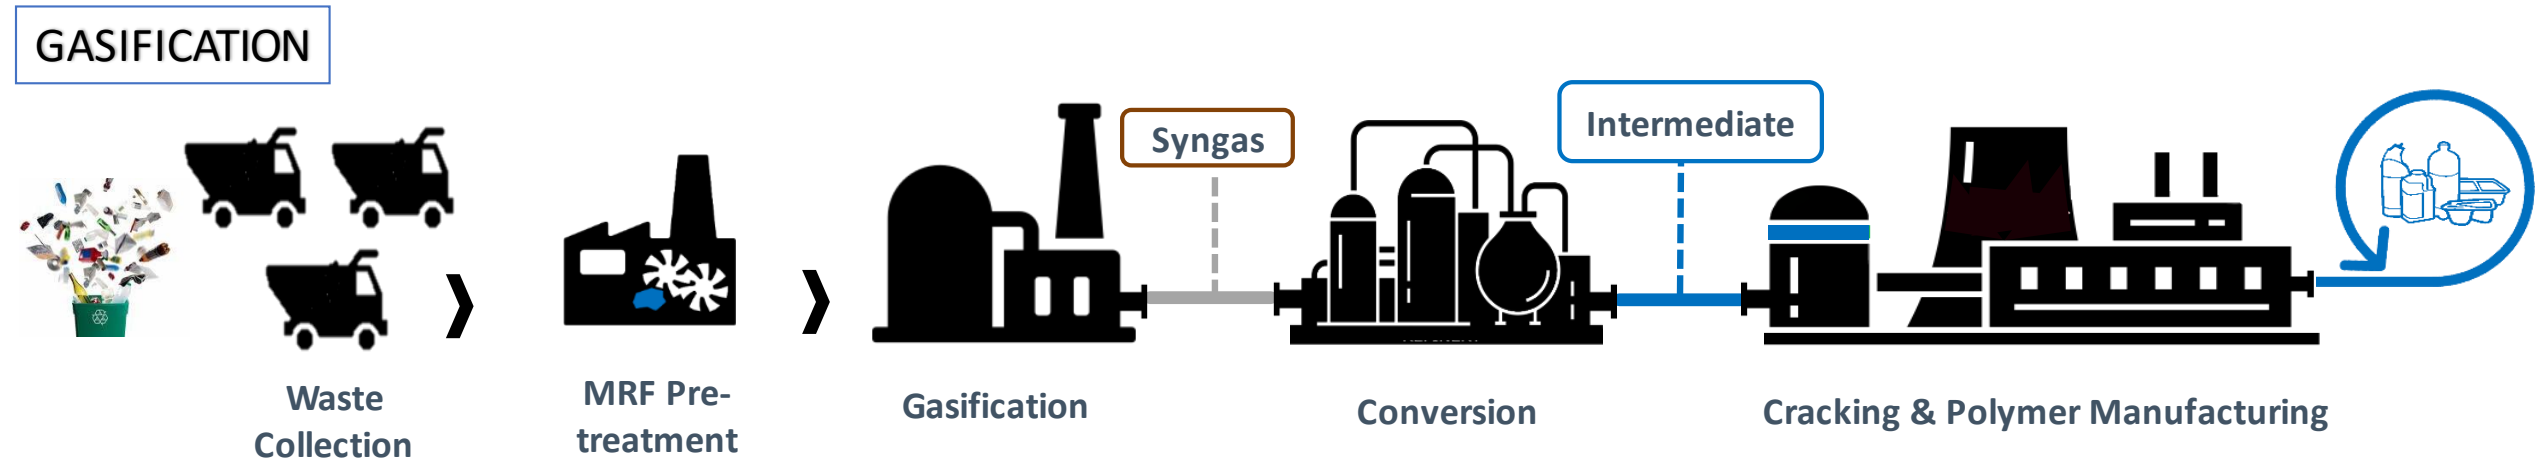 GASIFICATION
Syngas
Intermediate
Waste
Collection
MRF Pre-
treatment
Gasification
Conversion
Cracking & Polymer Manufacturing